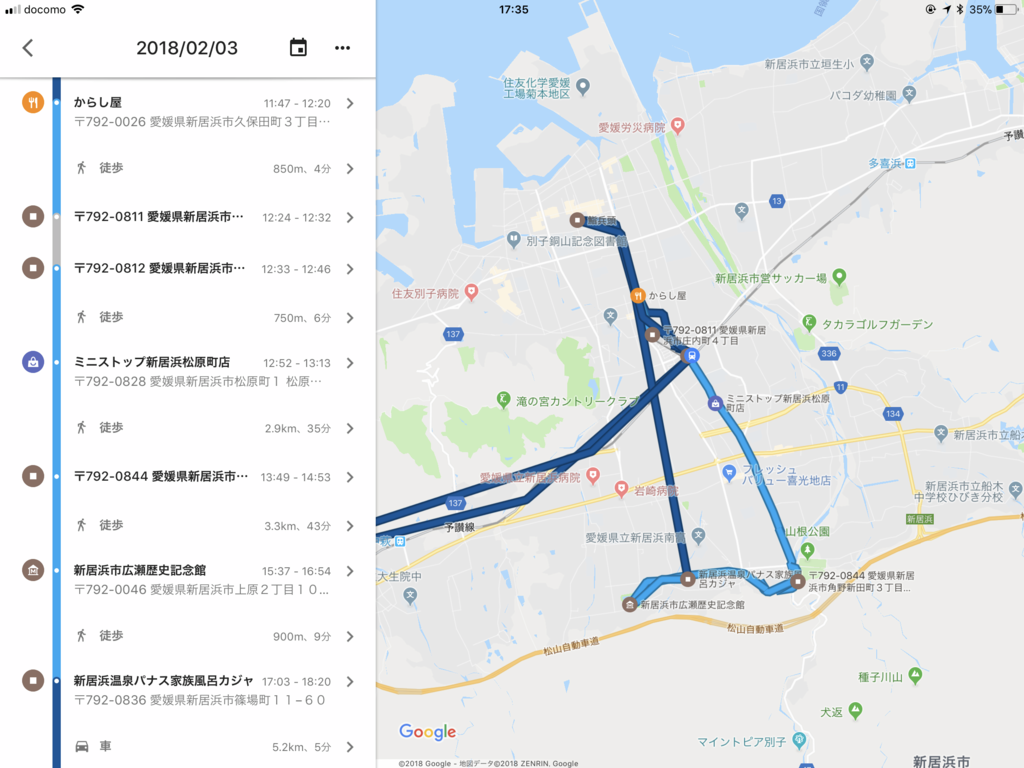 docomo
17:35
35%
2018/02/03
からし屋
11:47 - 12:20
〒792-0026 愛媛県新居浜市久保田町３丁目…
徒歩
850m、4分
〒792-0811 愛媛県新居浜市…
12:24 - 12:32
〒792-0812 愛媛県新居浜市…
12:33 - 12:46
徒歩
750m、6分
ミニストップ新居浜松原町店
12:52 - 13:13
〒792-0828 愛媛県新居浜市松原町１ 松原…
徒歩
2.9km、35分
〒792-0844 愛媛県新居浜市…
13:49 - 14:53
徒歩
3.3km、43分
新居浜市広瀬歴史記念館
15:37 - 16:54
〒792-0046 愛媛県新居浜市上原２丁目１０…
徒歩
900m、9分
新居浜温泉パナス家族風呂カジャ
17:03 - 18:20
〒792-0836 愛媛県新居浜市篠場町１１−６０
車
5.2km、5分
新居浜市立垣生小
住友化学愛媛
工場菊本地区
パコダ幼稚園
愛媛労災病院
予讃
多喜浜
13
別子銅山記念図書館
新居浜市営サッカー場
住友別子病院
からし屋
タカラゴルフガーデン
137
〒792-0811 愛媛県新居
浜市庄内町４丁目
336
11
滝の宮カントリークラブ
ミニストップ新居浜松原
町店
134
新居浜市立船
フレッシュ
バリュー喜光地店
愛媛県立新居浜病院
岩崎病院
新居浜市立船木
中学校ひびき分校
137
予讃線
新居浜
山根公園
愛媛県立新居浜南
大生院中
新居浜温泉パナス家族風
呂カジャ
〒792-0844 愛媛県新居
浜市角野新田町３丁目…
新居浜市広瀬歴史記念館
松山自動車道
松山自動車道
種子川山
犬返
マイントピア別子
新居浜市
Google
©2018 Google - 地図データ©2018 ZENRIN, Google